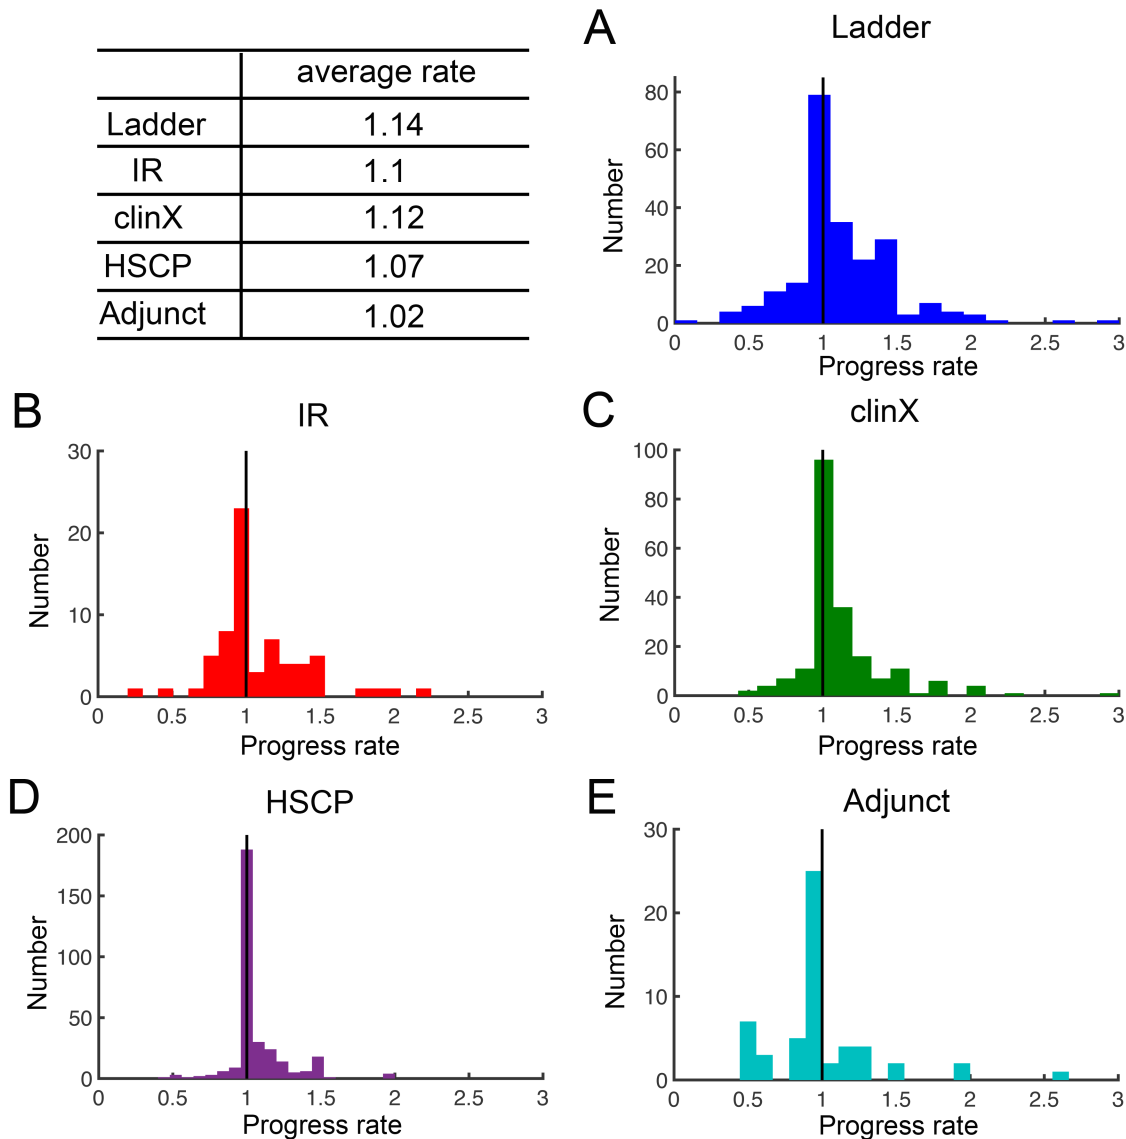 average rate
Ladder 1.14
IR 1.1
clinX 1.12
HSCP 1.07
Adjunct 1.02
A
Ladder
80
60
40
20
0
Number
0 0.5 1 1.5 2 2.5 3
Progress rate
B
IR
30
20
10
0
Number
0 0.5 1 1.5 2 2.5 3
Progress rate
C
clinX
100
80
60
40
20
0
Number
0 0.5 1 1.5 2 2.5 3
Progress rate
D
HSCP
200
150
100
50
0
Number
0 0.5 1 1.5 2 2.5 3
Progress rate
E
Adjunct
30
20
10
0
Number
0 0.5 1 1.5 2 2.5 3
Progress rate